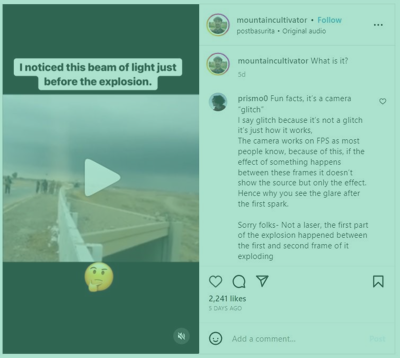 mountaincultivator • Follow
postbasurita • Original audio
I noticed this beam of light just
before the explosion.
mountaincultivator What is it?
5d
prismo0 Fun facts, it's a camera
"glitch"
I say glitch because it's not a glitch
it's just how it works,
The camera works on FPS as most
people know, because of this, if the
effect of something happens
between these frames it doesn't
show the source but only the effect.
Hence why you see the glare after
the first spark.
Sorry folks- Not a laser, the first part
of the explosion happened between
the first and second frame of it
exploding
2,241 likes
5 DAYS AGO
Add a comment...
Post